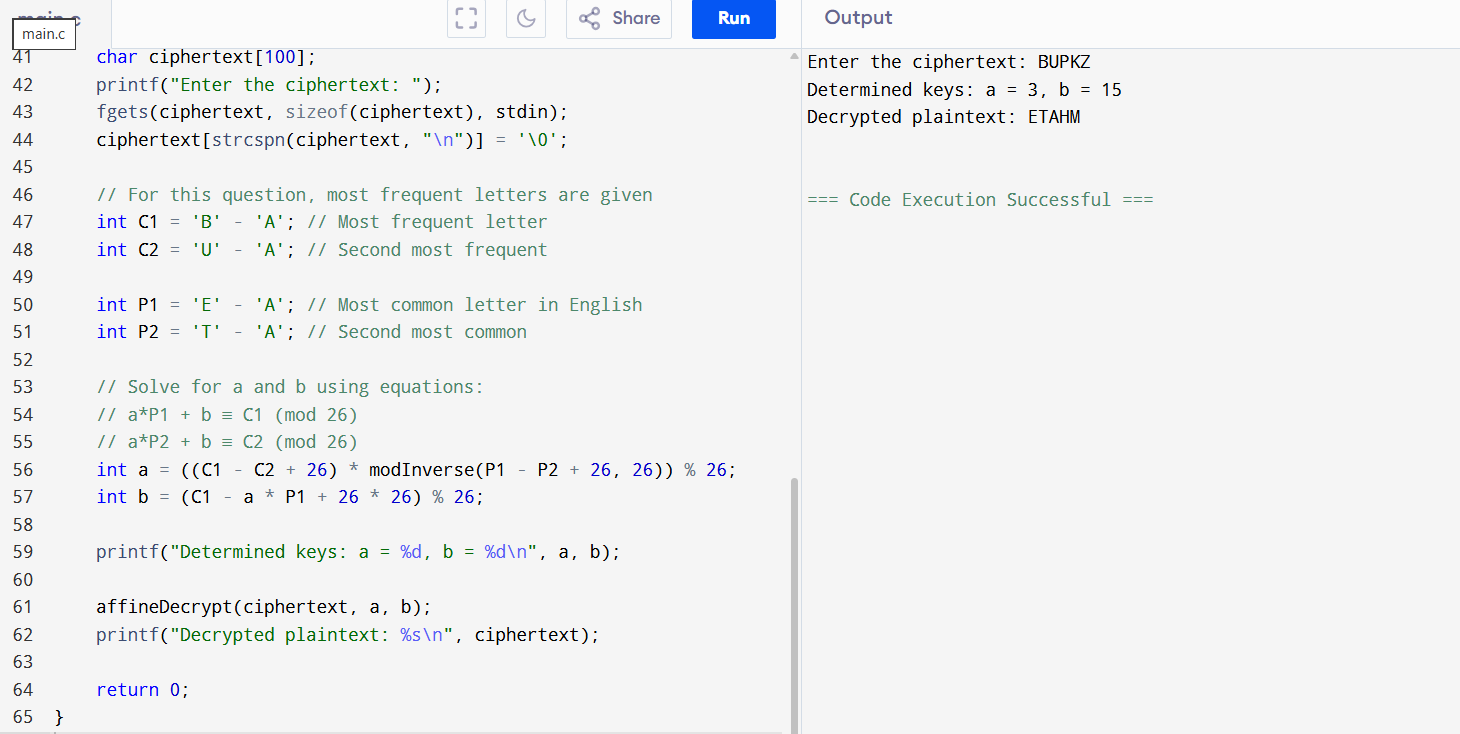 main.c
main.c
Share
Run
Output
41 char ciphertext[100];
42 printf("Enter the ciphertext: ");
43 fgets(ciphertext, sizeof(ciphertext), stdin);
44 ciphertext[strcspn(ciphertext, "\n")] = '\0';
45
46 // For this question, most frequent letters are given
47 int C1 = 'B' - 'A'; // Most frequent letter
48 int C2 = 'U' - 'A'; // Second most frequent
49
50 int P1 = 'E' - 'A'; // Most common letter in English
51 int P2 = 'T' - 'A'; // Second most common
52
53 // Solve for a and b using equations:
54 // a*P1 + b ≡ C1 (mod 26)
55 // a*P2 + b ≡ C2 (mod 26)
56 int a = ((C1 - C2 + 26) * modInverse(P1 - P2 + 26, 26)) % 26;
57 int b = (C1 - a * P1 + 26 * 26) % 26;
58
59 printf("Determined keys: a = %d, b = %d\n", a, b);
60
61 affineDecrypt(ciphertext, a, b);
62 printf("Decrypted plaintext: %s\n", ciphertext);
63
64 return 0;
65 }
Enter the ciphertext: BUPKZ
Determined keys: a = 3, b = 15
Decrypted plaintext: ETAHM
=== Code Execution Successful ===